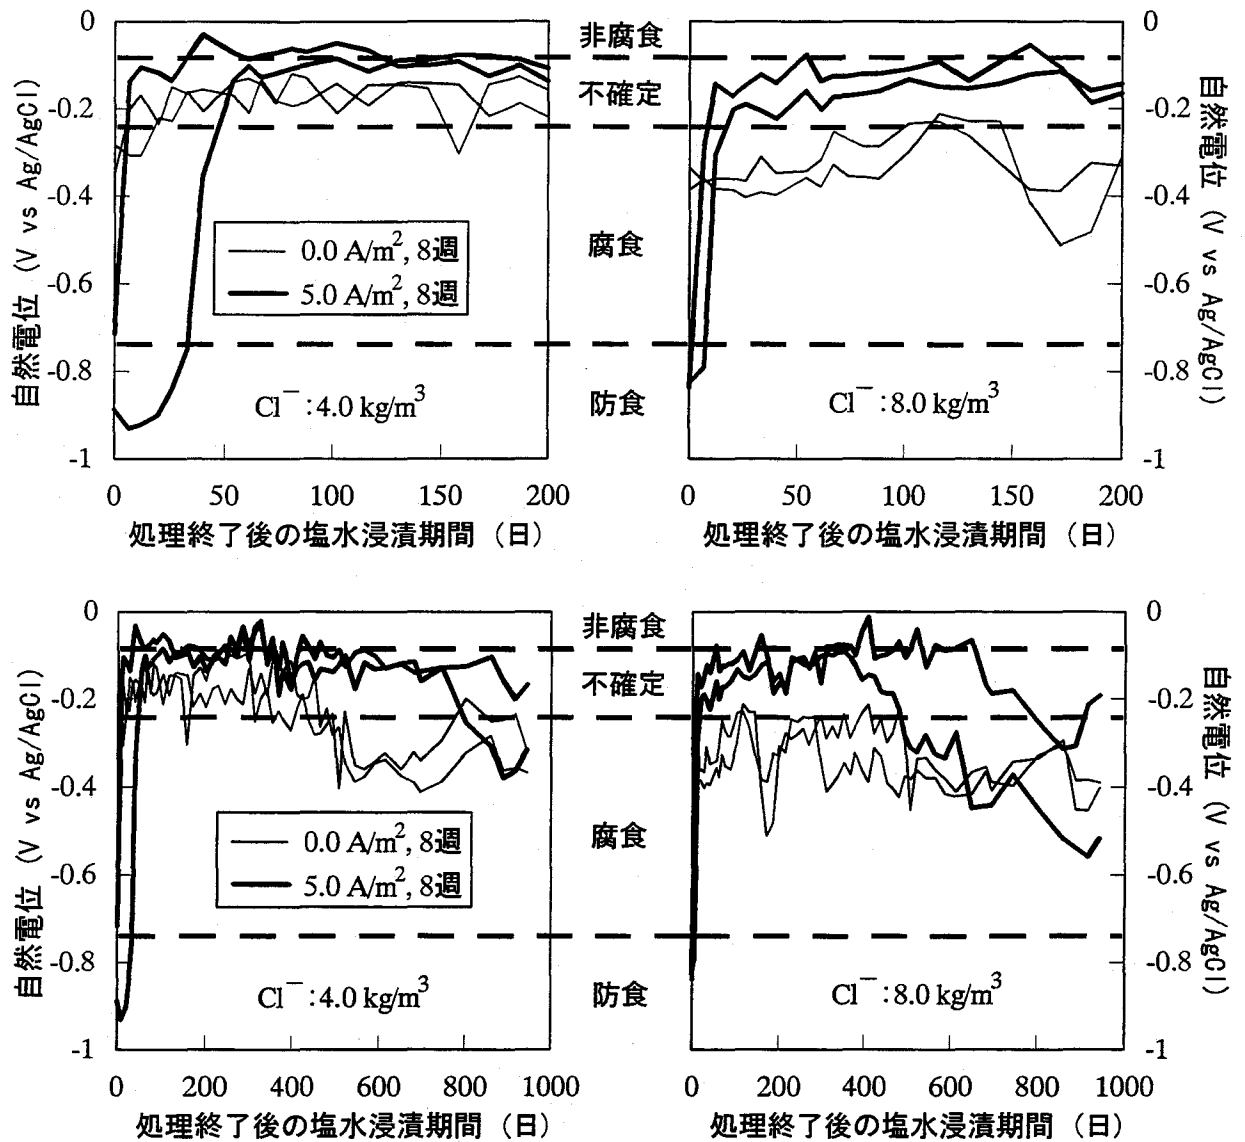 0
-0.2
-0.4
-0.6
-0.8
-1
自然電位 (V vs Ag/AgCl)
0.0 A/m², 8週
5.0 A/m², 8週
Cl⁻:4.0 kg/m³
0 50 100 150 200
処理終了後の塩水浸漬期間 (日)
非腐食
不確定
腐食
防食
Cl⁻:8.0 kg/m³
0
-0.2
-0.4
-0.6
-0.8
-1
自然電位 (V vs Ag/AgCl)
0 50 100 150 200
処理終了後の塩水浸漬期間 (日)
0
-0.2
-0.4
-0.6
-0.8
-1
自然電位 (V vs Ag/AgCl)
0.0 A/m², 8週
5.0 A/m², 8週
Cl⁻:4.0 kg/m³
0 200 400 600 800 1000
処理終了後の塩水浸漬期間 (日)
非腐食
不確定
腐食
防食
Cl⁻:8.0 kg/m³
0
-0.2
-0.4
-0.6
-0.8
-1
自然電位 (V vs Ag/AgCl)
0 200 400 600 800 1000
処理終了後の塩水浸漬期間 (日)